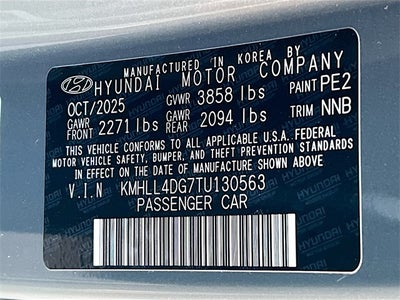 MANUFACTURED IN KOREA BY
HYUNDAI MOTOR COMPANY
OCT/2025 GVWR 3858 lbs PAINT PE2
GAWR FRONT 2271 lbs GAWR REAR 2094 lbs TRIM NNB
THIS VEHICLE CONFORMS TO ALL APPLICABLE U.S.A. FEDERAL
MOTOR VEHICLE SAFETY, BUMPER, AND THEFT PREVENTION STANDARDS
IN EFFECT ON THE DATE OF MANUFACTURE SHOWN ABOVE.
V.I.N KMHLL4DG7TU130563
PASSENGER CAR